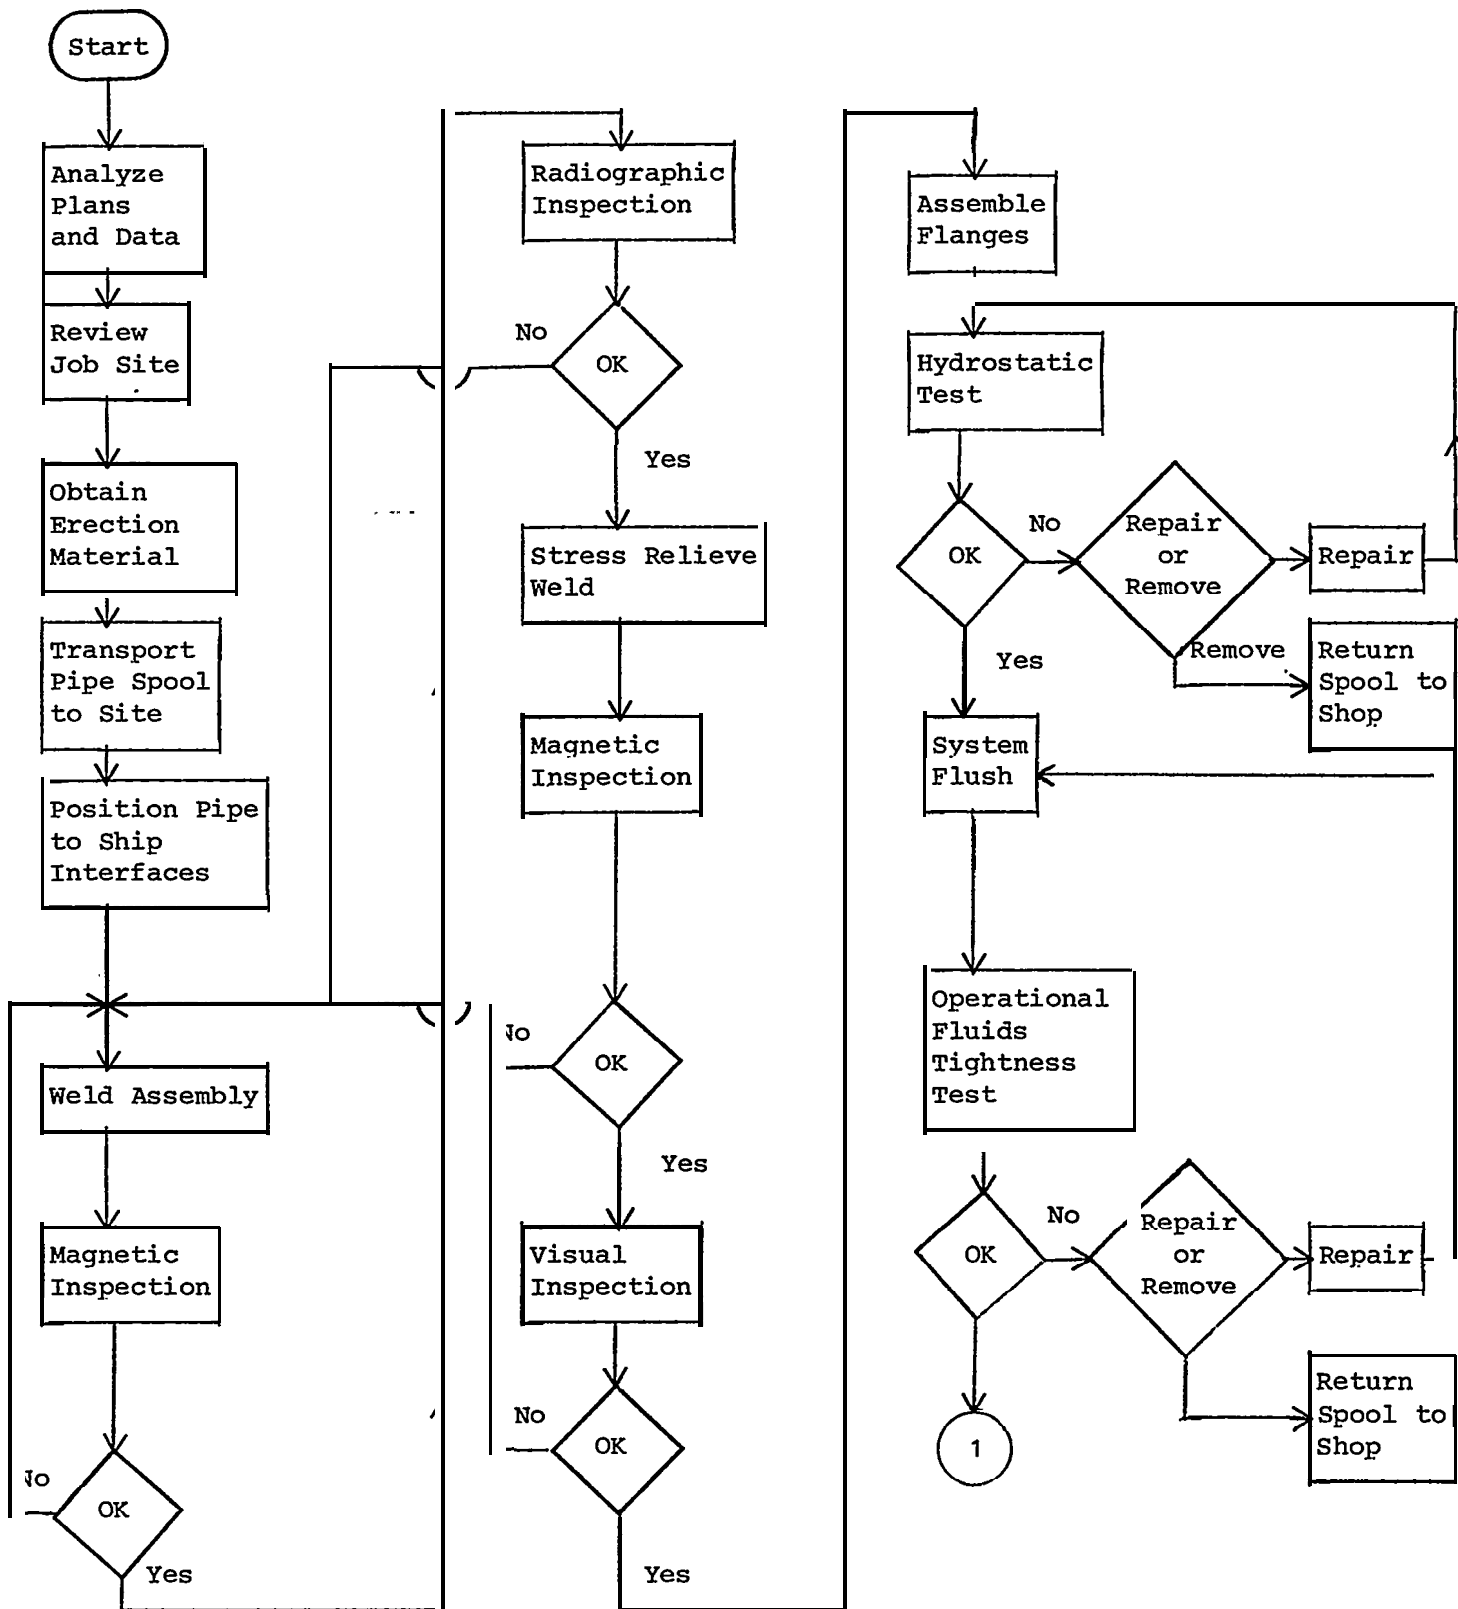 Start
Analyze
Plans
and Data
Review
Job Site
Obtain
Erection
Material
Transport
Pipe Spool
to Site
Position Pipe
to Ship
Interfaces
Weld Assembly
Magnetic
Inspection
No
OK
Yes
Radiographic
Inspection
No
OK
Yes
Stress Relieve
Weld
Magnetic
Inspection
No
OK
Yes
Visual
Inspection
No
OK
Yes
Assemble
Flanges
Hydrostatic
Test
OK
No
Repair
or
Remove
Repair
Remove
Return
Spool to
Shop
Yes
System
Flush
Operational
Fluids
Tightness
Test
OK
No
Repair
or
Remove
Repair
Return
Spool to
Shop
1